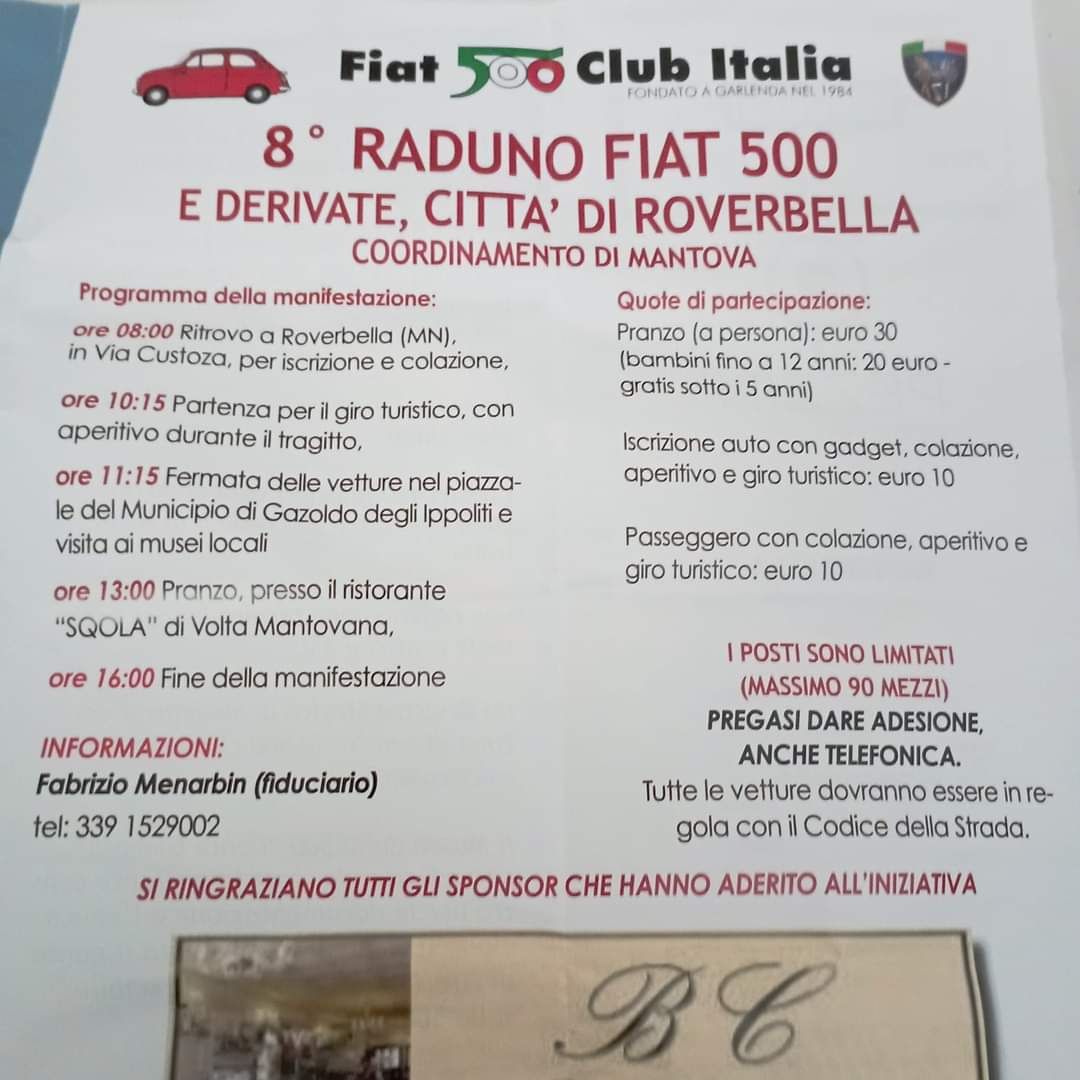 Fiat 500 Club Italia
FONDATO A GARLENDA NEL 1984
8° RADUNO FIAT 500
E DERIVATE, CITTA' DI ROVERBELLA
COORDINAMENTO DI MANTOVA
Programma della manifestazione:
ore 08:00 Ritrovo a Roverbella (MN),
in Via Custoza, per iscrizione e colazione,
ore 10:15 Partenza per il giro turistico, con
aperitivo durante il tragitto,
ore 11:15 Fermata delle vetture nel piazza-
le del Municipio di Gazoldo degli Ippoliti e
visita ai musei locali
ore 13:00 Pranzo, presso il ristorante
"SQOLA" di Volta Mantovana,
ore 16:00 Fine della manifestazione
INFORMAZIONI:
Fabrizio Menarbin (fiduciario)
tel: 339 1529002
Quote di partecipazione:
Pranzo (a persona): euro 30
(bambini fino a 12 anni: 20 euro -
gratis sotto i 5 anni)
Iscrizione auto con gadget, colazione,
aperitivo e giro turistico: euro 10
Passeggero con colazione, aperitivo e
giro turistico: euro 10
I POSTI SONO LIMITATI
(MASSIMO 90 MEZZI)
PREGASI DARE ADESIONE,
ANCHE TELEFONICA.
Tutte le vetture dovranno essere in re-
gola con il Codice della Strada.
SI RINGRAZIANO TUTTI GLI SPONSOR CHE HANNO ADERITO ALL'INIZIATIVA
B C